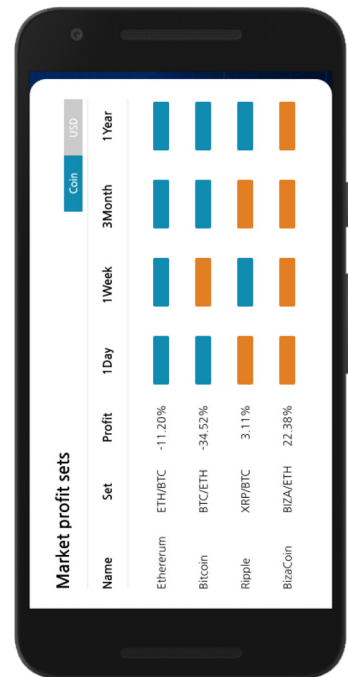 Market profit sets
Coin USD
Name Set Profit 1Day 1Week 3Month 1Year
Ethererum ETH/BTC -11.20%
Bitcoin BTC/ETH -34.52%
Ripple XRP/BTC 3.11%
BizaCoin BIZA/ETH 22.38%